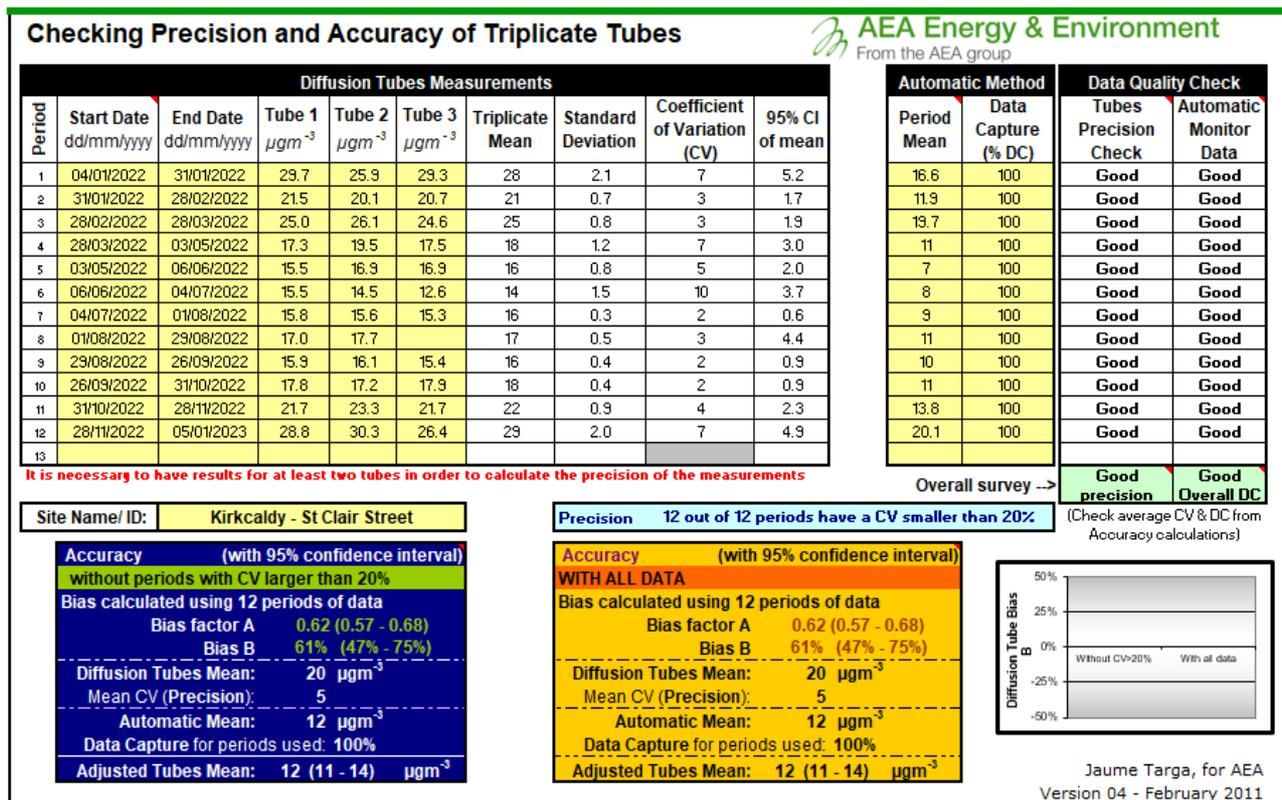 Checking Precision and Accuracy of Triplicate Tubes
AEA Energy & Environment
From the AEA group
Diffusion Tubes Measurements
Automatic Method
Data Quality Check
Period
Start Date dd/mm/yyyy
End Date dd/mm/yyyy
Tube 1 µgm-3
Tube 2 µgm-3
Tube 3 µgm-3
Triplicate Mean
Standard Deviation
Coefficient of Variation (CV)
95% CI of mean
Period Mean
Data Capture (% DC)
Tubes Precision Check
Automatic Monitor Data
1 04/01/2022 31/01/2022 29.7 25.9 29.3 28 2.1 7 5.2 16.6 100 Good Good
2 31/01/2022 28/02/2022 21.5 20.1 20.7 21 0.7 3 1.7 11.9 100 Good Good
3 28/02/2022 28/03/2022 25.0 26.1 24.6 25 0.8 3 1.9 19.7 100 Good Good
4 28/03/2022 03/05/2022 17.3 19.5 17.5 18 1.2 7 3.0 11 100 Good Good
5 03/05/2022 06/06/2022 15.5 16.9 16.9 16 0.8 5 2.0 7 100 Good Good
6 06/06/2022 04/07/2022 15.5 14.5 12.6 14 1.5 10 3.7 8 100 Good Good
7 04/07/2022 01/08/2022 15.8 15.6 15.3 16 0.3 2 0.6 9 100 Good Good
8 01/08/2022 29/08/2022 17.0 17.7 17 0.5 3 4.4 11 100 Good Good
9 29/08/2022 26/09/2022 15.9 16.1 15.4 16 0.4 2 0.9 10 100 Good Good
10 26/09/2022 31/10/2022 17.8 17.2 17.9 18 0.4 2 0.9 11 100 Good Good
11 31/10/2022 28/11/2022 21.7 23.3 21.7 22 0.9 4 2.3 13.8 100 Good Good
12 28/11/2022 05/01/2023 28.8 30.3 26.4 29 2.0 7 4.9 20.1 100 Good Good
13
It is necessary to have results for at least two tubes in order to calculate the precision of the measurements
Overall survey -->
Good precision
Good Overall DC
Site Name/ ID: Kirkcaldy - St Clair Street
Precision 12 out of 12 periods have a CV smaller than 20%
(Check average CV & DC from
Accuracy calculations)
Accuracy (with 95% confidence interval)
without periods with CV larger than 20%
Bias calculated using 12 periods of data
Bias factor A 0.62 (0.57 - 0.68)
Bias B 61% (47% - 75%)
Diffusion Tubes Mean: 20 µgm-3
Mean CV (Precision): 5
Automatic Mean: 12 µgm-3
Data Capture for periods used: 100%
Adjusted Tubes Mean: 12 (11 - 14) µgm-3
Accuracy (with 95% confidence interval)
WITH ALL DATA
Bias calculated using 12 periods of data
Bias factor A 0.62 (0.57 - 0.68)
Bias B 61% (47% - 75%)
Diffusion Tubes Mean: 20 µgm-3
Mean CV (Precision): 5
Automatic Mean: 12 µgm-3
Data Capture for periods used: 100%
Adjusted Tubes Mean: 12 (11 - 14) µgm-3
Diffusion Tube Bias B
50%
25%
0%
-25%
-50%
Without CV>20%
With all data
Jaume Targa, for AEA
Version 04 - February 2011